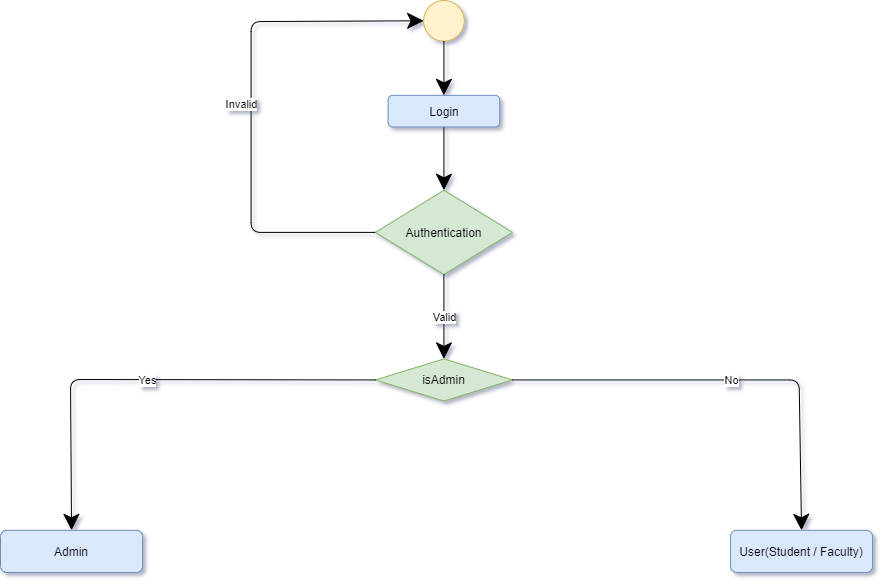 Invalid
Login
Authentication
Valid
isAdmin
Yes
No
Admin
User(Student / Faculty)